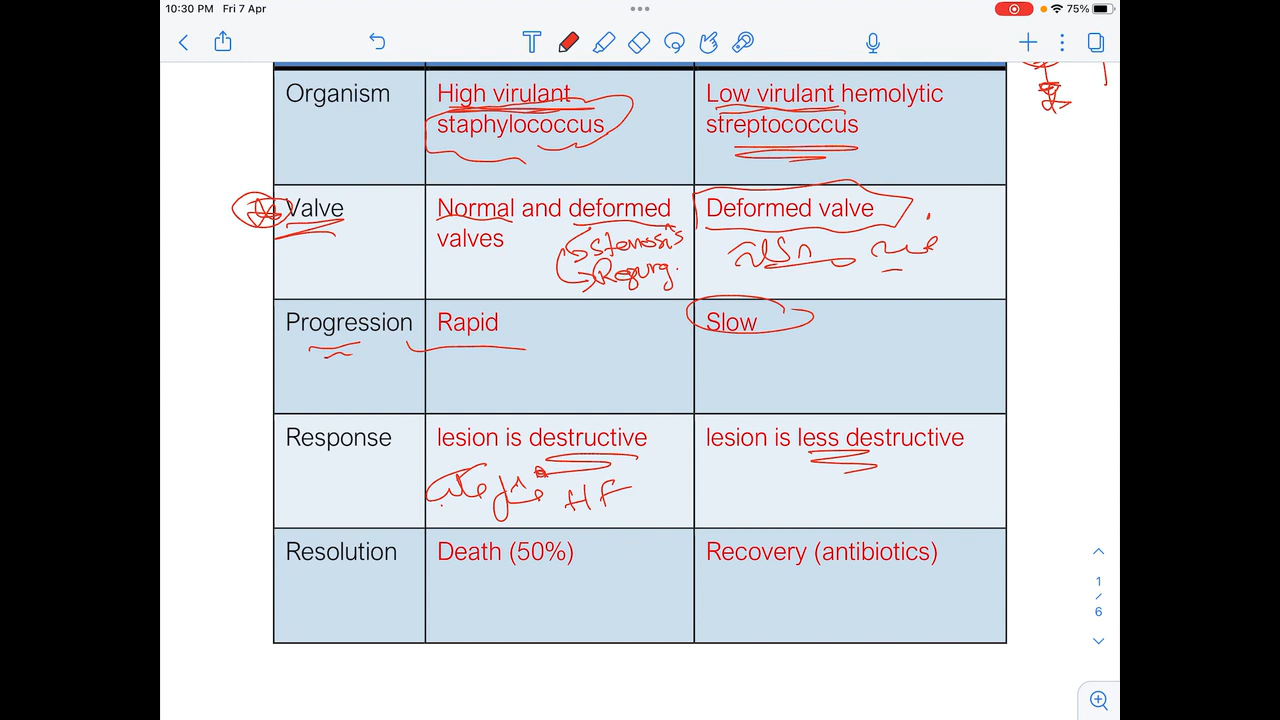 10:30 PM Fri 7 Apr
75%
Organism
High virulant
staphylococcus
Low virulant hemolytic
streptococcus
Valve
Normal and deformed
valves
Stenosis
Regurg.
Deformed valve
Progression
Rapid
Slow
Response
lesion is destructive
HF
lesion is less destructive
Resolution
Death (50%)
Recovery (antibiotics)
1
/
6